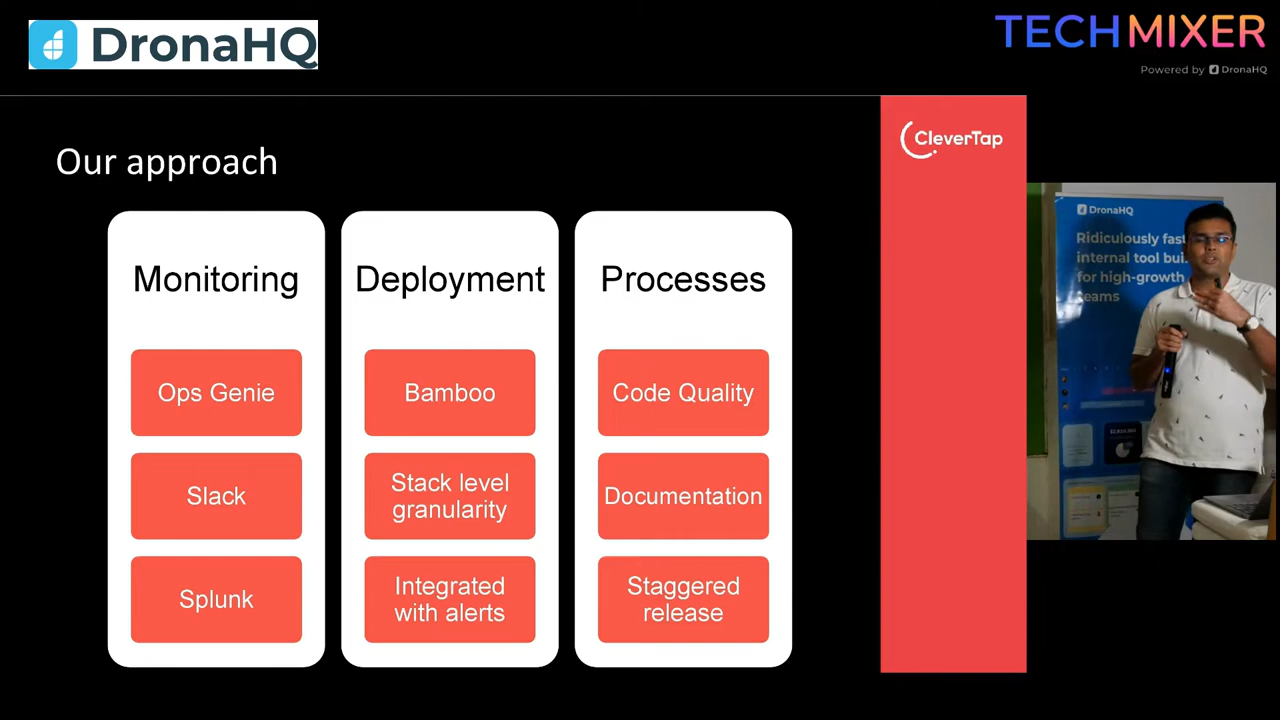 DronaHQ
TECHMIXER
Powered by DronaHQ
CleverTap
Our approach
Monitoring
Ops Genie
Slack
Splunk
Deployment
Bamboo
Stack level
granularity
Integrated
with alerts
Processes
Code Quality
Documentation
Staggered
release
DronaHQ
Ridiculously fast
internal tool
for high-growth
teams